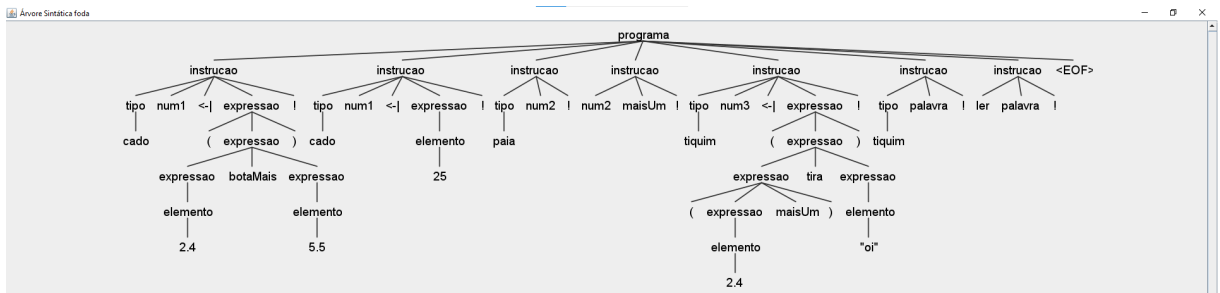 Árvore Sintática foda
programa
instrucao instrucao instrucao instrucao instrucao instrucao instrucao <EOF>
tipo num1 <-| expressao ! tipo num1 <-| expressao ! tipo num2 ! num2 maisUm ! tipo num3 <-| expressao ! tipo palavra ! ler palavra !
cado ( expressao ) cado elemento paia tiquim ( expressao ) tiquim
expressao botaMais expressao 25 expressao tira expressao
elemento elemento ( expressao maisUm ) elemento
2.4 5.5 elemento "oi"
2.4